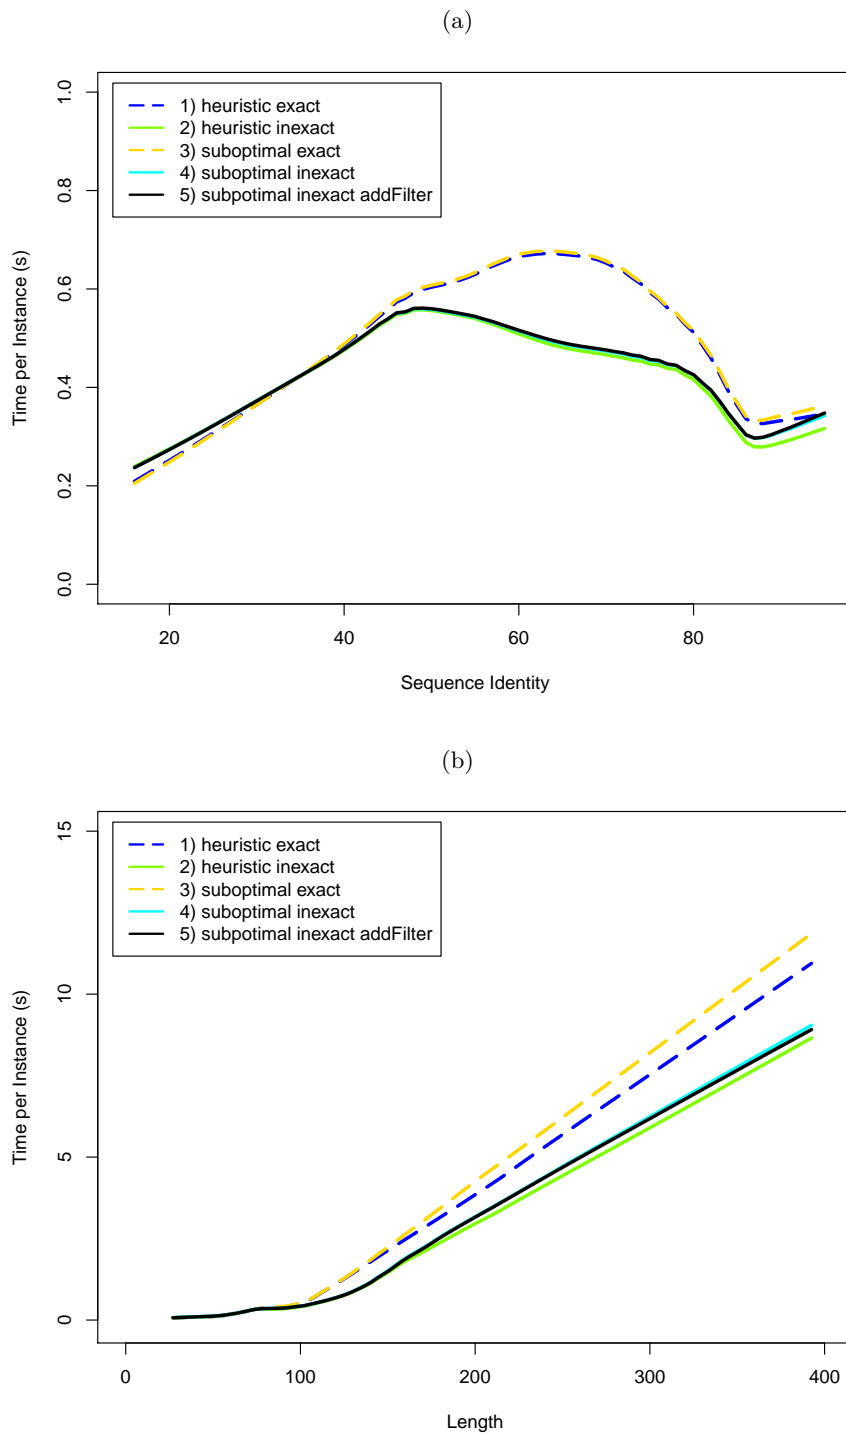 (a)
1.0
0.8
0.6
0.4
0.2
0.0
Time per Instance (s)
1) heuristic exact
2) heuristic inexact
3) suboptimal exact
4) suboptimal inexact
5) subpotimal inexact addFilter
20 40 60 80
Sequence Identity
(b)
15
10
5
0
Time per Instance (s)
1) heuristic exact
2) heuristic inexact
3) suboptimal exact
4) suboptimal inexact
5) subpotimal inexact addFilter
0 100 200 300 400
Length